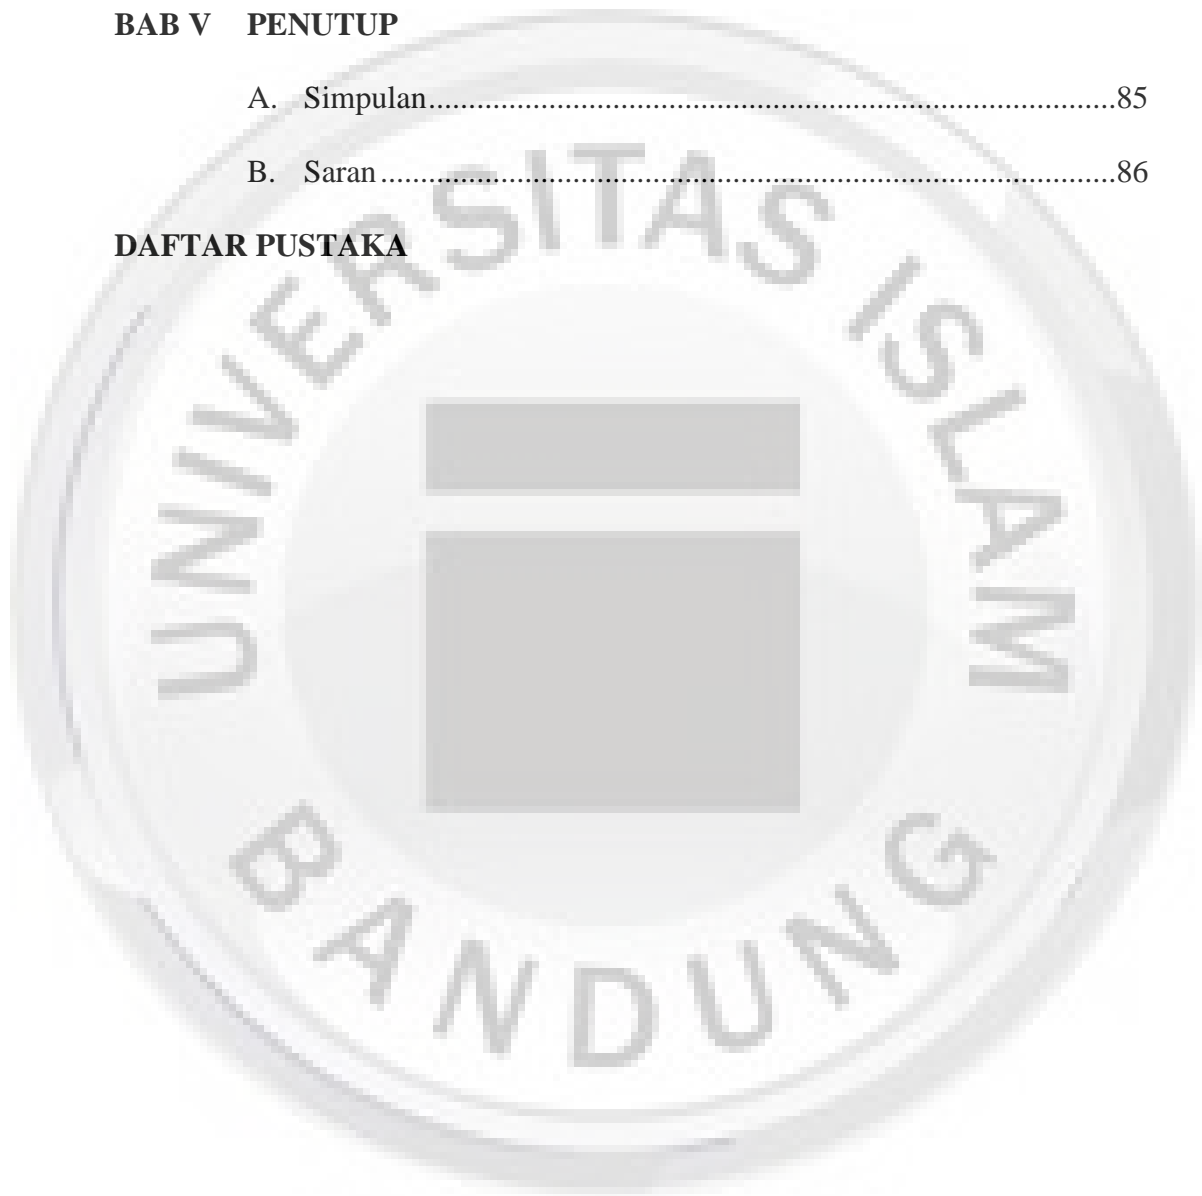 BAB V PENUTUP
A. Simpulan......................................................................................85
B. Saran............................................................................................86
DAFTAR PUSTAKA
UNIVERSITAS ISLAM
BANDUNG